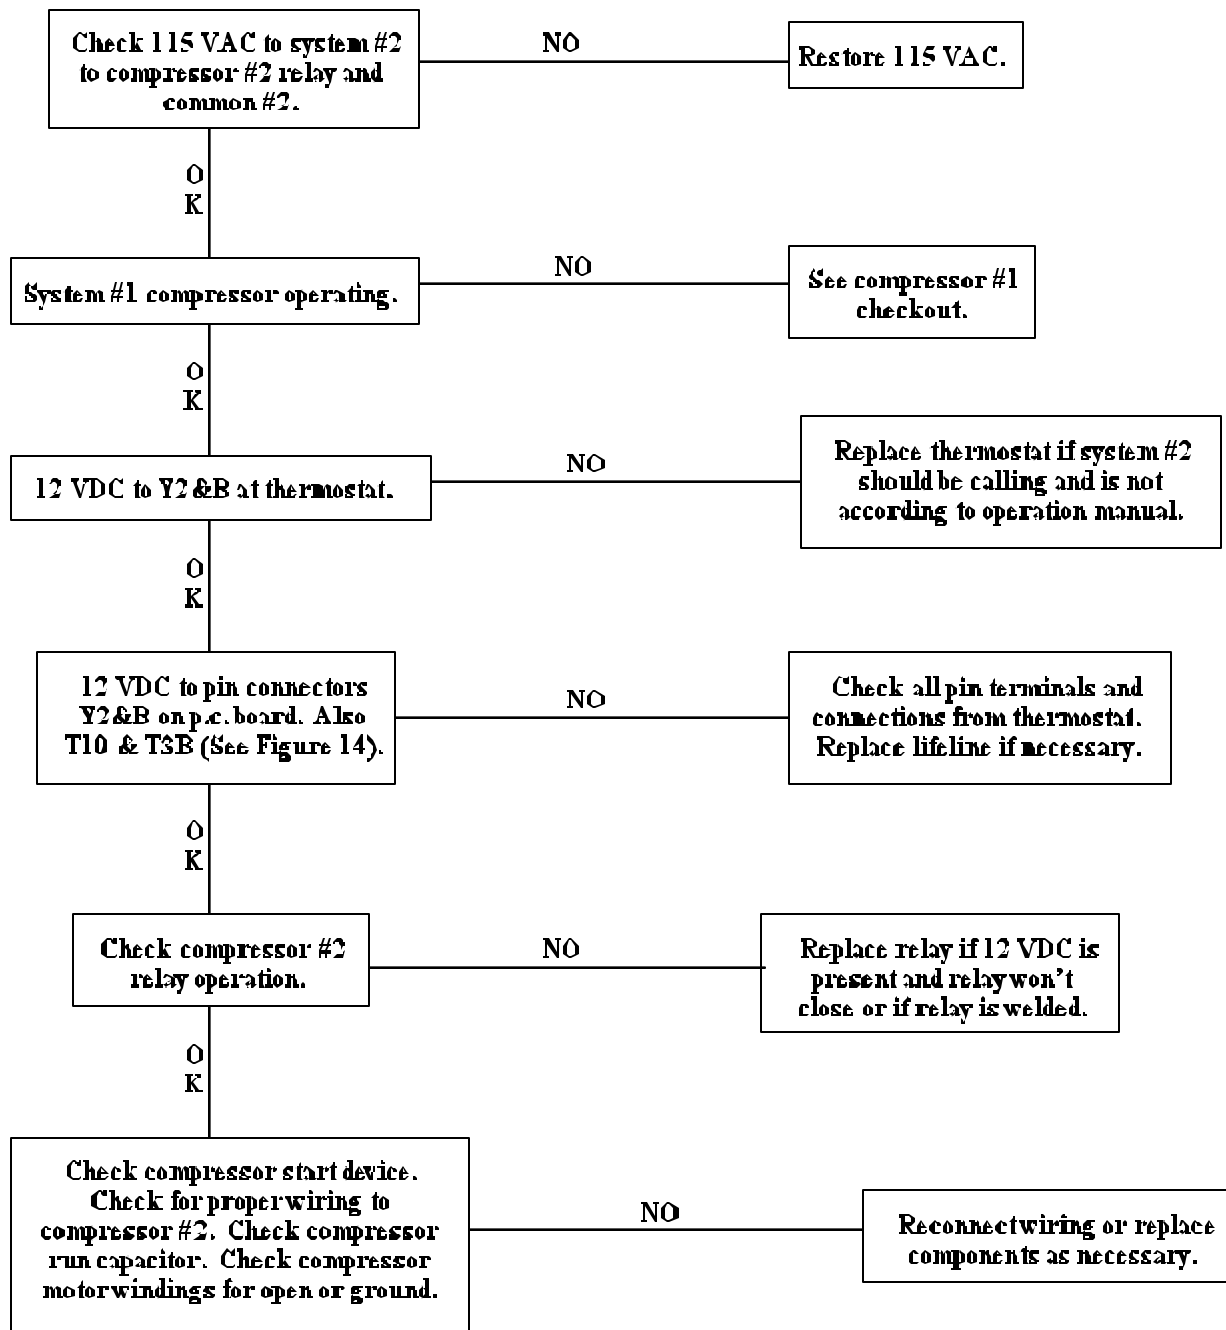 Check 115 VAC to system #2
to compressor #2 relay and
common #2.
NO
Restore 115 VAC.
O
K
System #1 compressor operating.
NO
See compressor #1
checkout.
O
K
12 VDC to Y2&B at thermostat.
NO
Replace thermostat if system #2
should be calling and is not
according to operation manual.
O
K
12 VDC to pin connectors
Y2&B on p.c. board. Also
T10 & TSB (See Figure 14).
NO
Check all pin terminals and
connections from thermostat.
Replace lifeline if necessary.
O
K
Check compressor #2
relay operation.
NO
Replace relay if 12 VDC is
present and relay won't
close or if relay is welded.
O
K
Check compressor start device.
Check for proper wiring to
compressor #2. Check compressor
run capacitor. Check compressor
motor windings for open or ground.
NO
Reconnect wiring or replace
components as necessary.